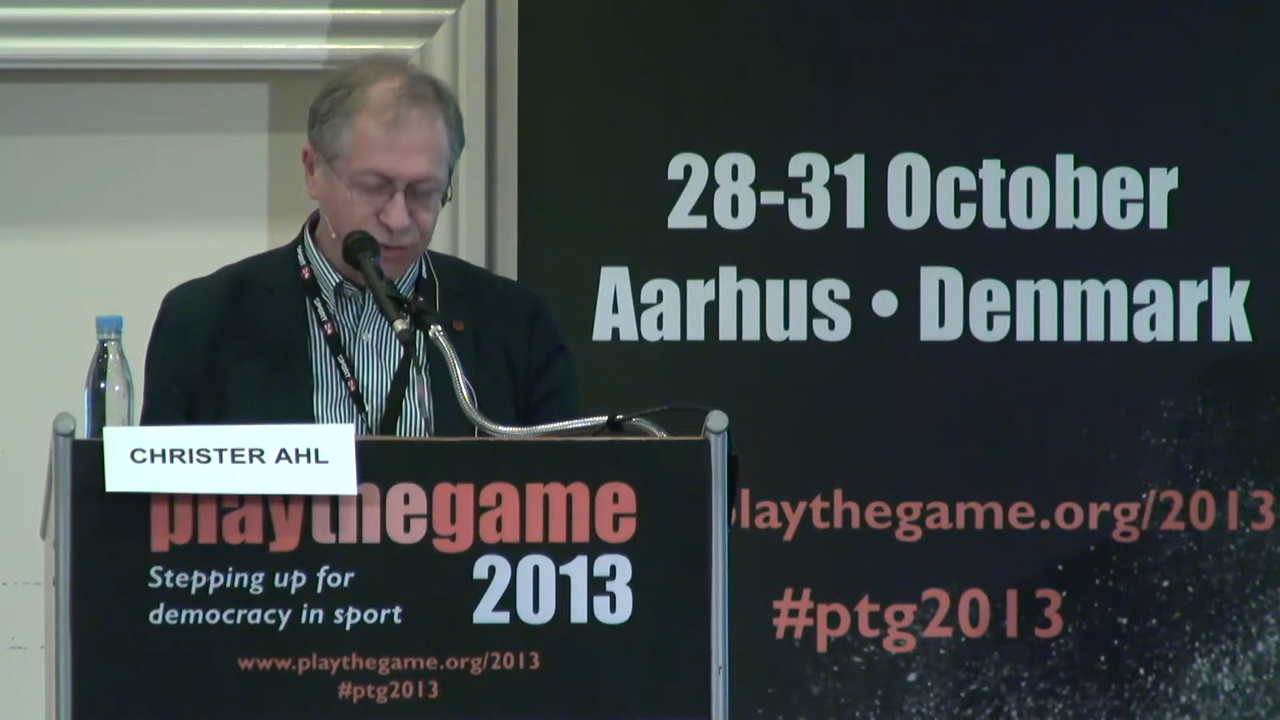 28-31 October
Aarhus • Denmark
playthegame.org/2013
#ptg2013
CHRISTER AHL
playthegame
2013
Stepping up for
democracy in sport
www.playthegame.org/2013
#ptg2013